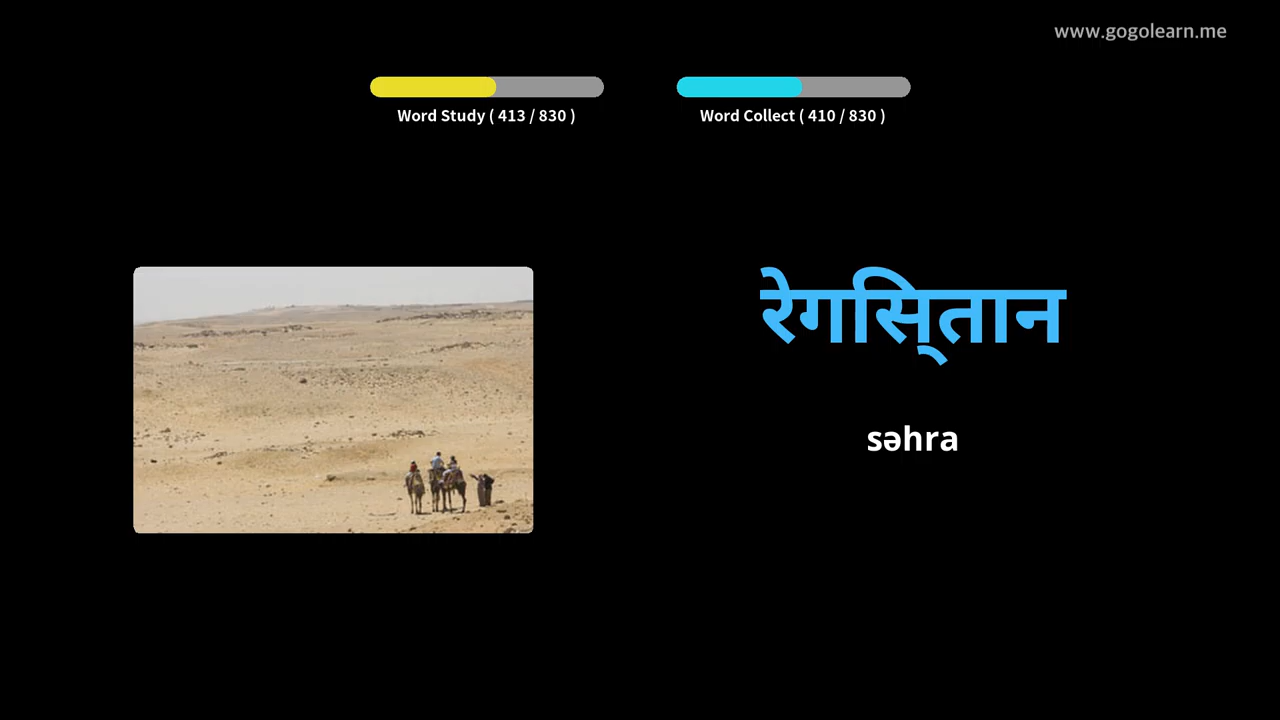 www.gogolearn.me
Word Study ( 413 / 830 )
Word Collect ( 410 / 830 )
रेगसि्तान
səhra